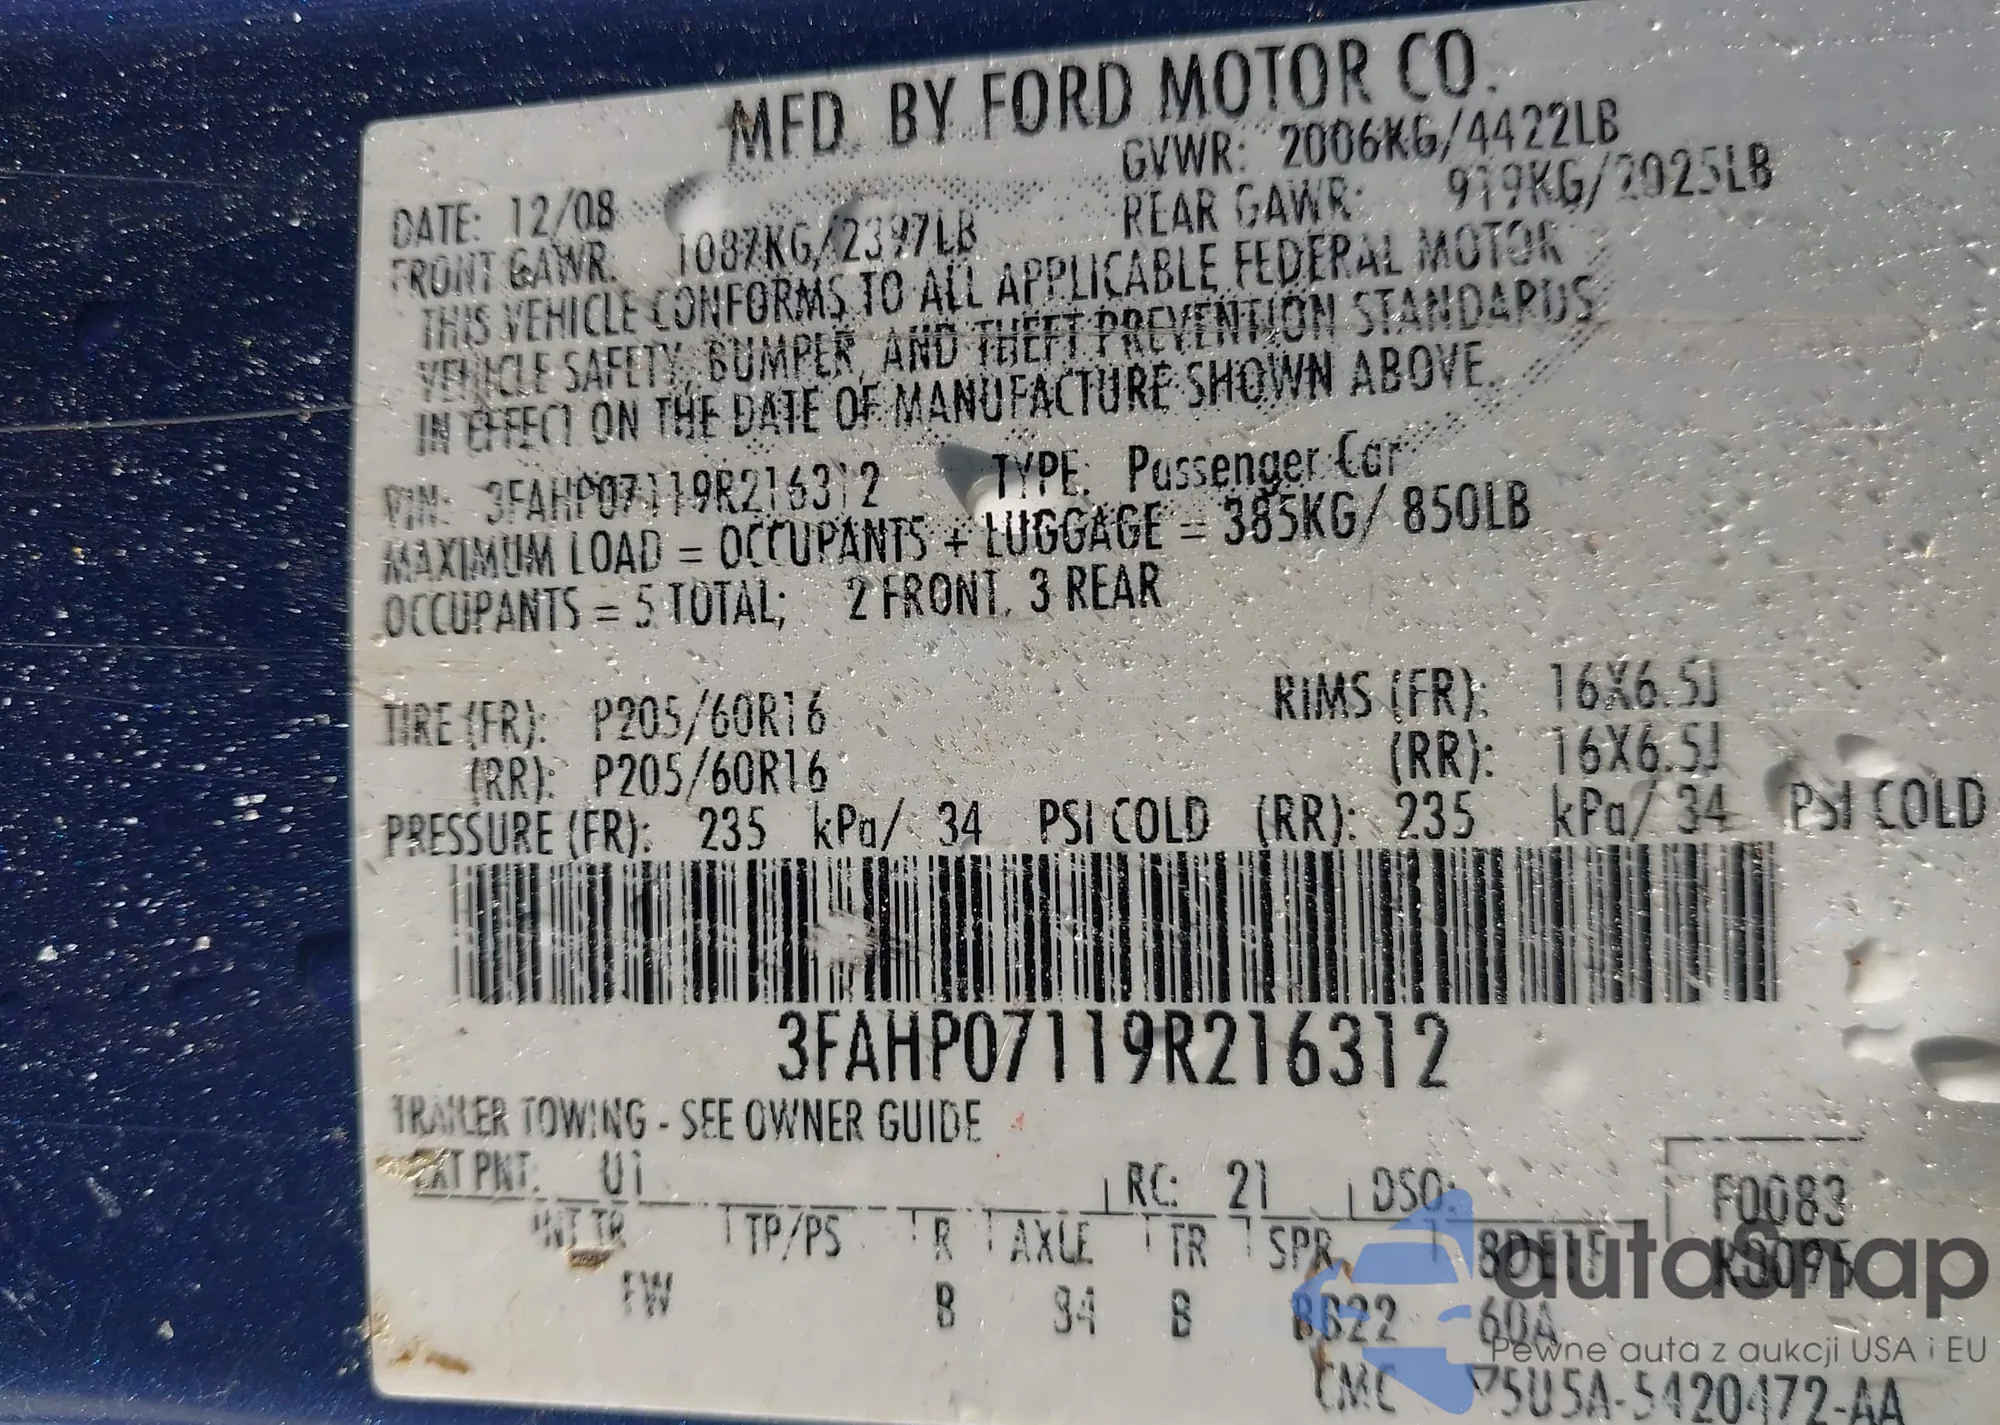 MFD. BY FORD MOTOR CO.
DATE: 12/08 GVWR: 2006KG/4422LB
FRONT GAWR: 1087KG/2397LB REAR GAWR: 919KG/2025LB
THIS VEHICLE CONFORMS TO ALL APPLICABLE FEDERAL MOTOR
VEHICLE SAFETY, BUMPER, AND THEFT PREVENTION STANDARDS
IN EFFECT ON THE DATE OF MANUFACTURE SHOWN ABOVE.
VIN: 3FAHP07119R216312 TYPE: Passenger Car
MAXIMUM LOAD = OCCUPANTS + LUGGAGE = 385KG/ 850LB
OCCUPANTS = 5 TOTAL; 2 FRONT, 3 REAR
TIRE (FR): P205/60R16 RIMS (FR): 16X6.5J
(RR): P205/60R16 (RR): 16X6.5J
PRESSURE (FR): 235 kPa/ 34 PSI COLD (RR): 235 kPa/ 34 PSI COLD
3FAHP07119R216312
TRAILER TOWING - SEE OWNER GUIDE
EXT PNT: U1 RC: 21 DSO: F0083
INT TR TP/PS R AXLE TR SPR
FW B 34 B BB22 60A
autoSnap
Pewne auta z aukcji USA i EU
CMC 75U5A-5420472-AA